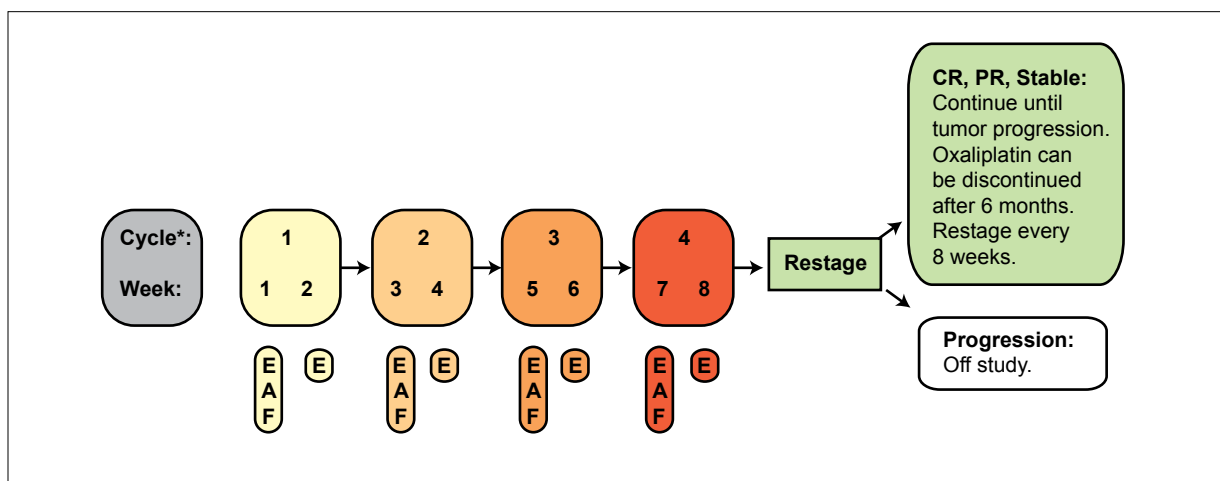 CR, PR, Stable:
Continue until
tumor progression.
Oxaliplatin can
be discontinued
after 6 months.
Restage every
8 weeks.
Cycle*: 1 2 3 4
Week: 1 2 3 4 5 6 7 8
Restage
Progression:
Off study.
E E E E E E E E
A A A A
F F F F